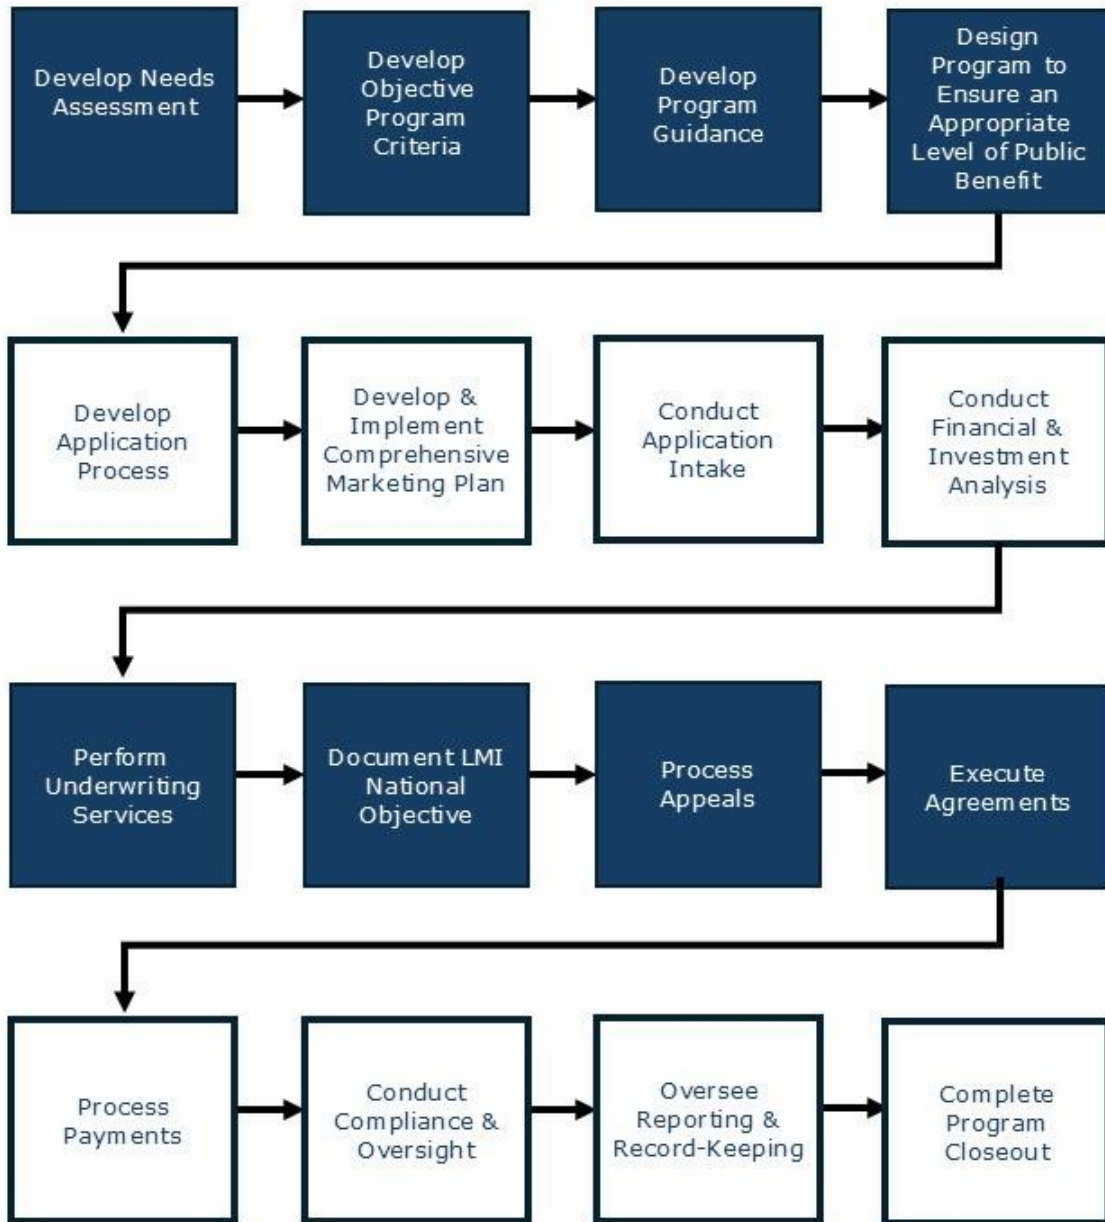 Develop Needs
Assessment
Develop
Objective
Program
Criteria
Develop
Program
Guidance
Design
Program to
Ensure an
Appropriate
Level of Public
Benefit
Develop
Application
Process
Develop &
Implement
Comprehensive
Marketing Plan
Conduct
Application
Intake
Conduct
Financial &
Investment
Analysis
Perform
Underwriting
Services
Document LMI
National
Objective
Process
Appeals
Execute
Agreements
Process
Payments
Conduct
Compliance &
Oversight
Oversee
Reporting &
Record-Keeping
Complete
Program
Closeout